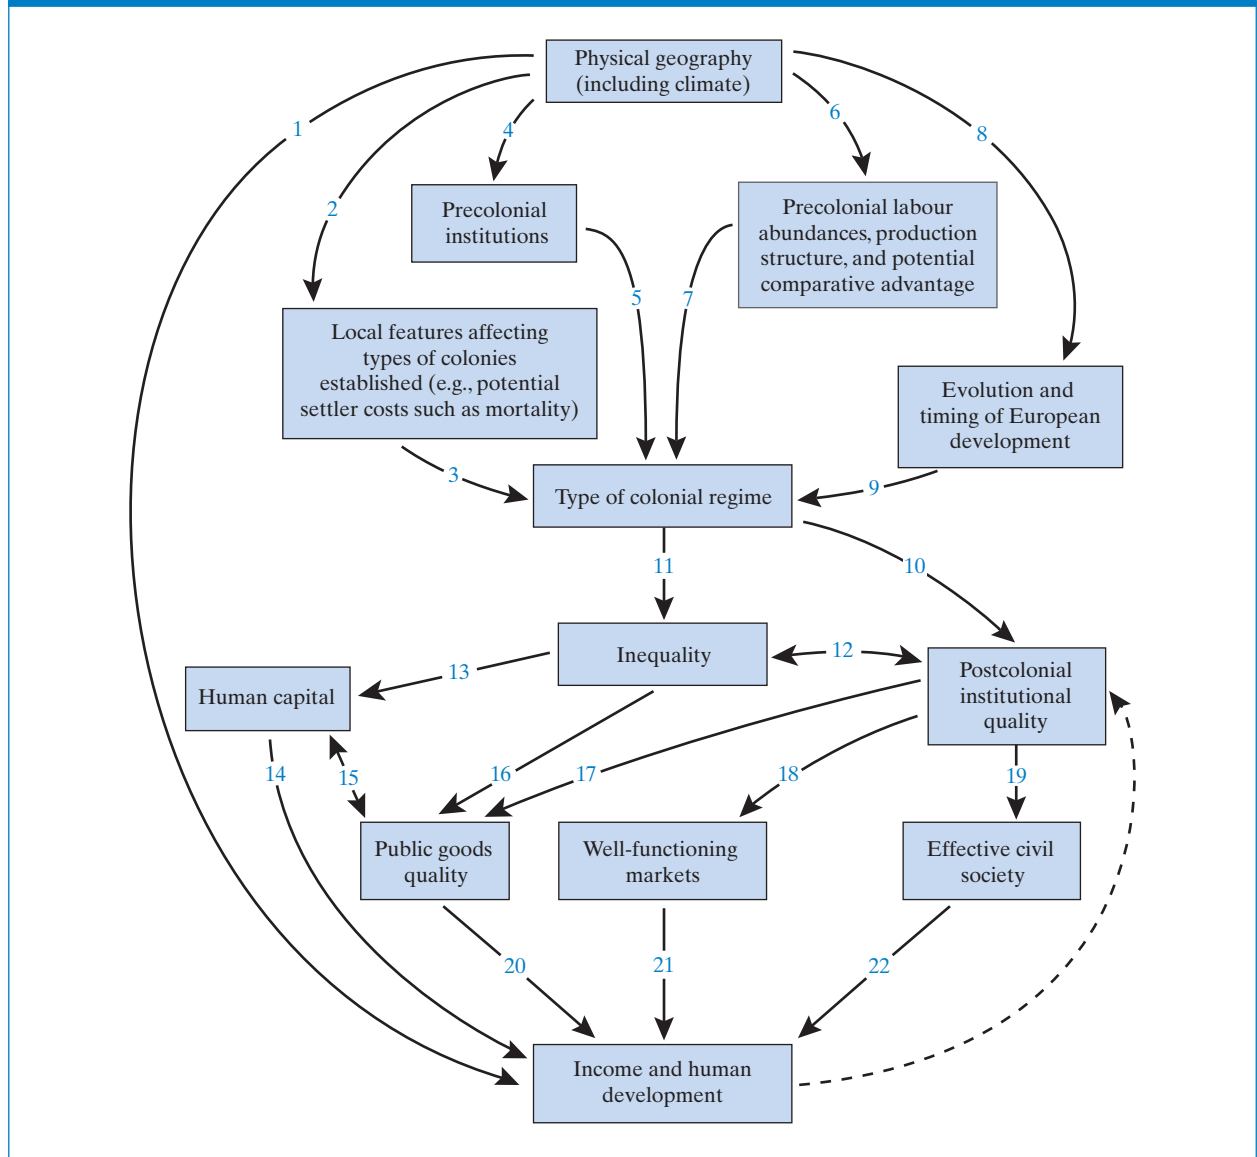 Physical geography
(including climate)
1
2
4
6
8
Precolonial
institutions
Precolonial labour
abundances, production
structure, and potential
comparative advantage
5
7
Local features affecting
types of colonies
established (e.g., potential
settler costs such as mortality)
Evolution and
timing of European
development
3
9
Type of colonial regime
11
10
Inequality
12
13
Human capital
Postcolonial
institutional
quality
14
15
16
17
18
19
Public goods
quality
Well-functioning
markets
Effective civil
society
20
21
22
Income and human
development